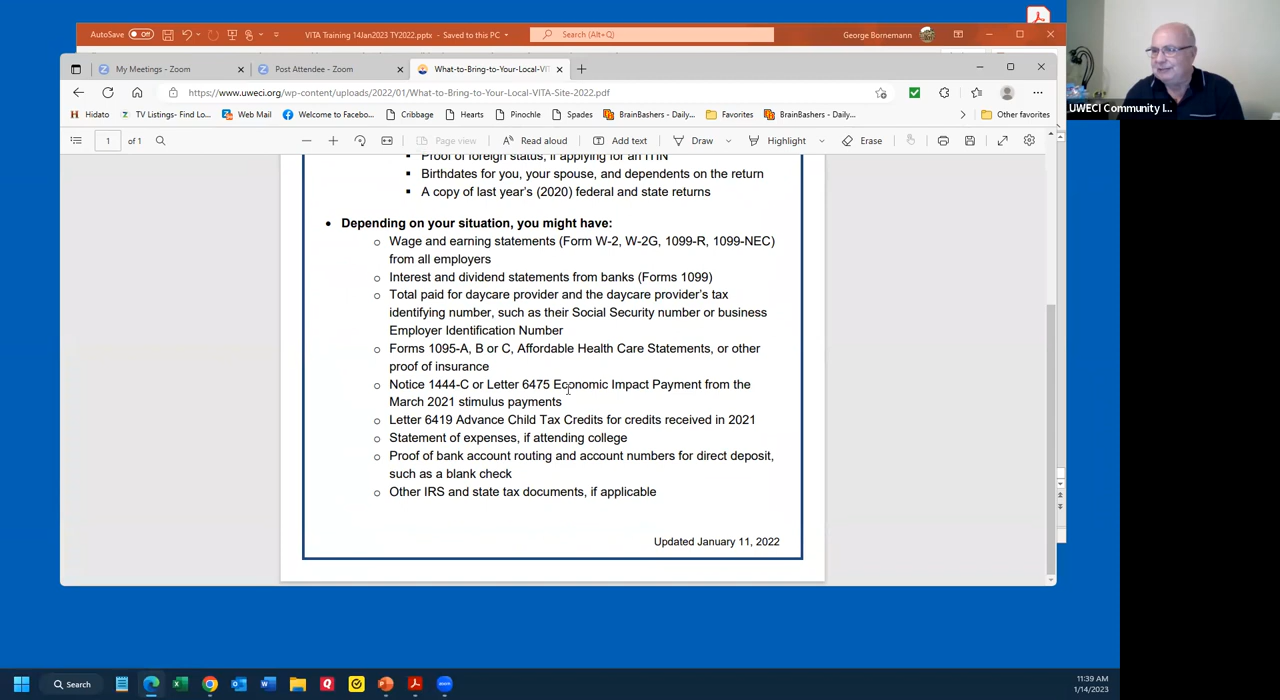 AutoSave Off
VITA Training 14Jan2023 TY2022.pptx - Saved to this PC
Search (Alt+Q)
George Bornemann
My Meetings - Zoom
Post Attendee - Zoom
What-to-Bring-to-Your-Local-VIT
https://www.uweci.org/wp-content/uploads/2022/01/What-to-Bring-to-Your-Local-VITA-Site-2022.pdf
Hidato
TV Listings- Find Lo...
Web Mail
Welcome to Facebo...
Cribbage
Hearts
Pinochle
Spades
BrainBashers - Daily...
Favorites
BrainBashers - Daily...
Other favorites
1 of 1
Page view
Read aloud
Add text
Draw
Highlight
Erase
UWECI Community I...
▪ Proof of foreign status, if applying for an ITIN
▪ Birthdates for you, your spouse, and dependents on the return
▪ A copy of last year's (2020) federal and state returns
• Depending on your situation, you might have:
o Wage and earning statements (Form W-2, W-2G, 1099-R, 1099-NEC)
from all employers
o Interest and dividend statements from banks (Forms 1099)
o Total paid for daycare provider and the daycare provider's tax
identifying number, such as their Social Security number or business
Employer Identification Number
o Forms 1095-A, B or C, Affordable Health Care Statements, or other
proof of insurance
o Notice 1444-C or Letter 6475 Economic Impact Payment from the
March 2021 stimulus payments
o Letter 6419 Advance Child Tax Credits for credits received in 2021
o Statement of expenses, if attending college
o Proof of bank account routing and account numbers for direct deposit,
such as a blank check
o Other IRS and state tax documents, if applicable
Updated January 11, 2022
Search
11:39 AM
1/14/2023